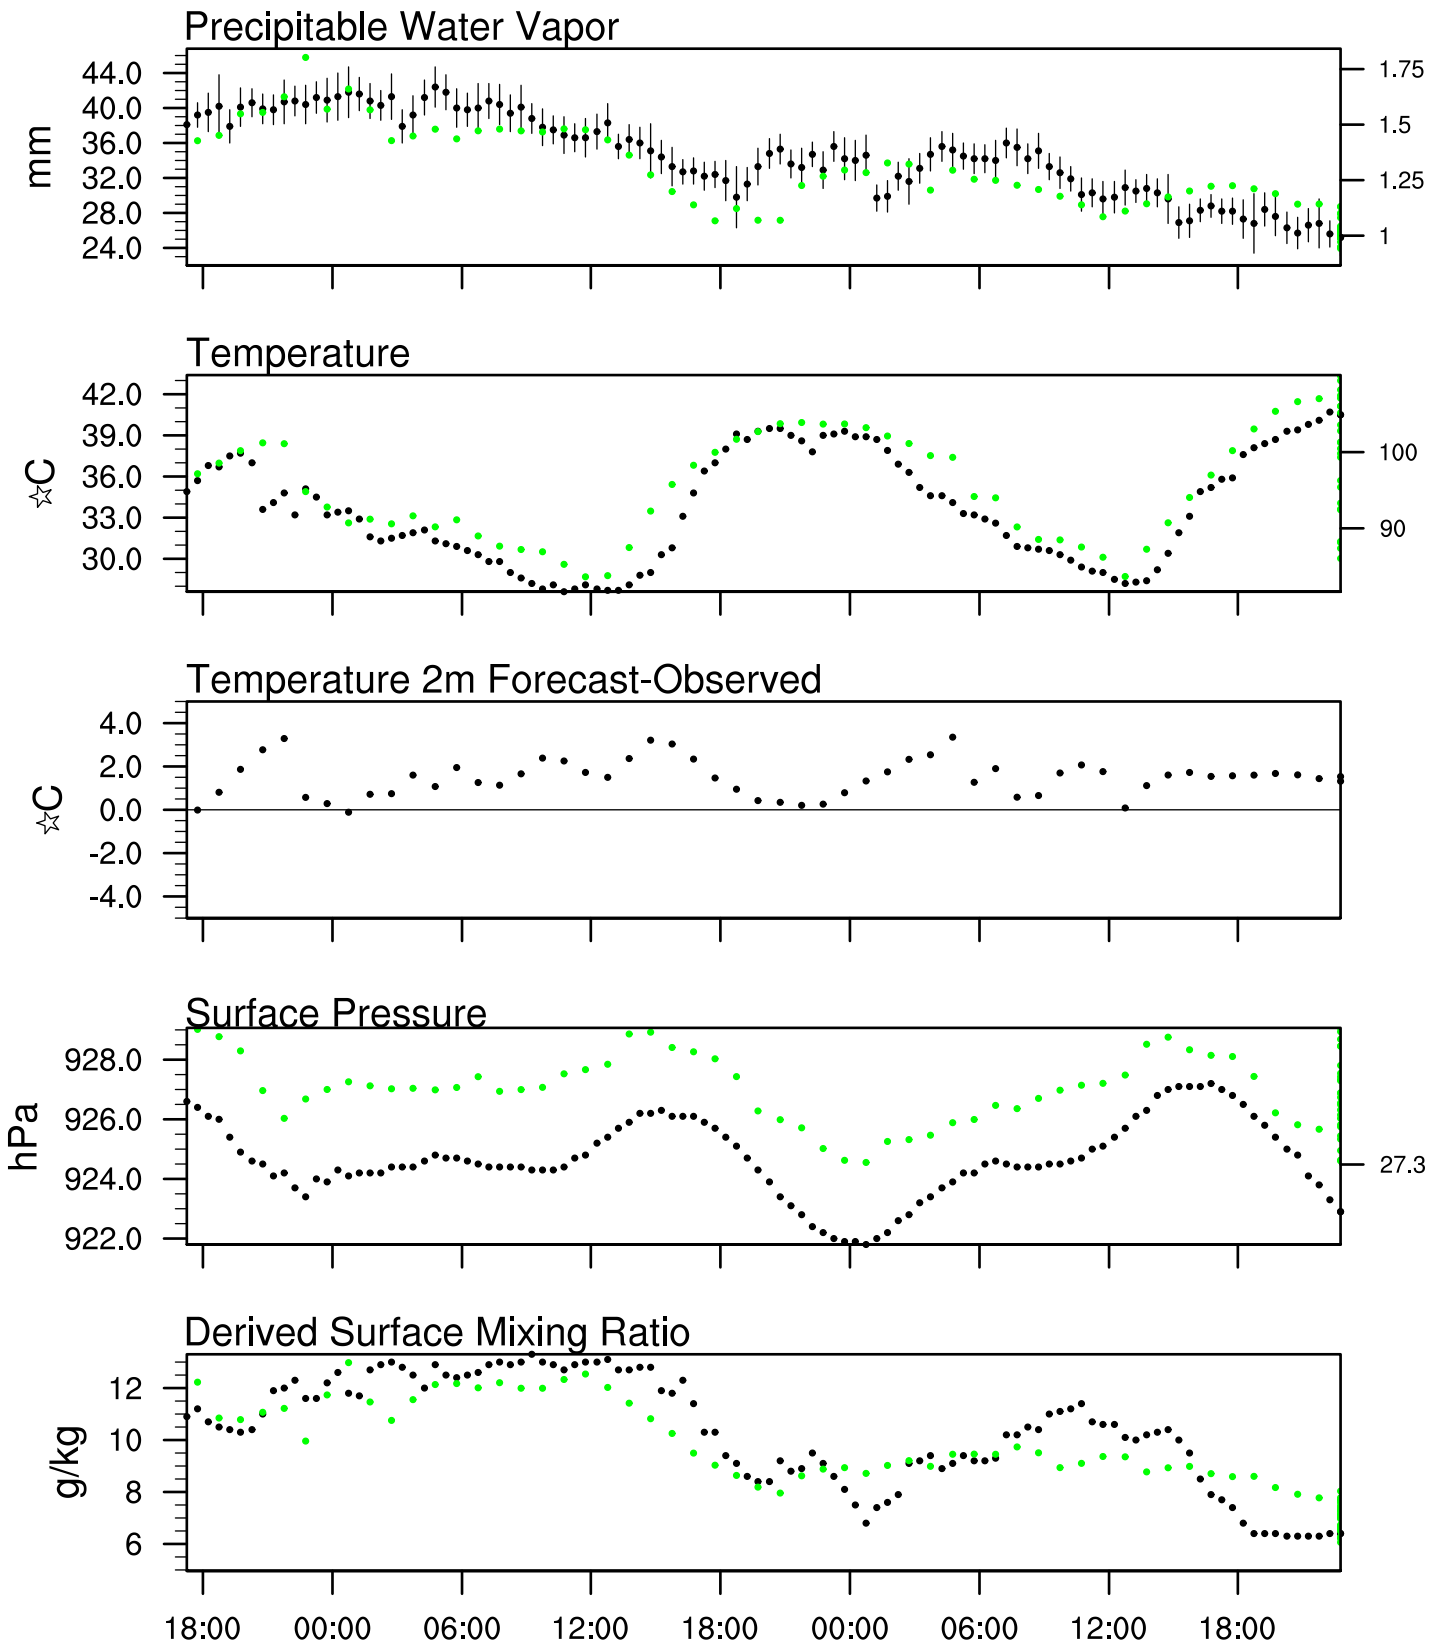 Precipitable Water Vapor
44.0
40.0
36.0
32.0
28.0
24.0
mm
1.75
1.5
1.25
1
Temperature
42.0
39.0
36.0
33.0
30.0
☆C
100
90
Temperature 2m Forecast-Observed
4.0
2.0
0.0
-2.0
-4.0
☆C
Surface Pressure
928.0
926.0
924.0
922.0
hPa
27.3
Derived Surface Mixing Ratio
12
10
8
6
g/kg
18:00 00:00 06:00 12:00 18:00 00:00 06:00 12:00 18:00